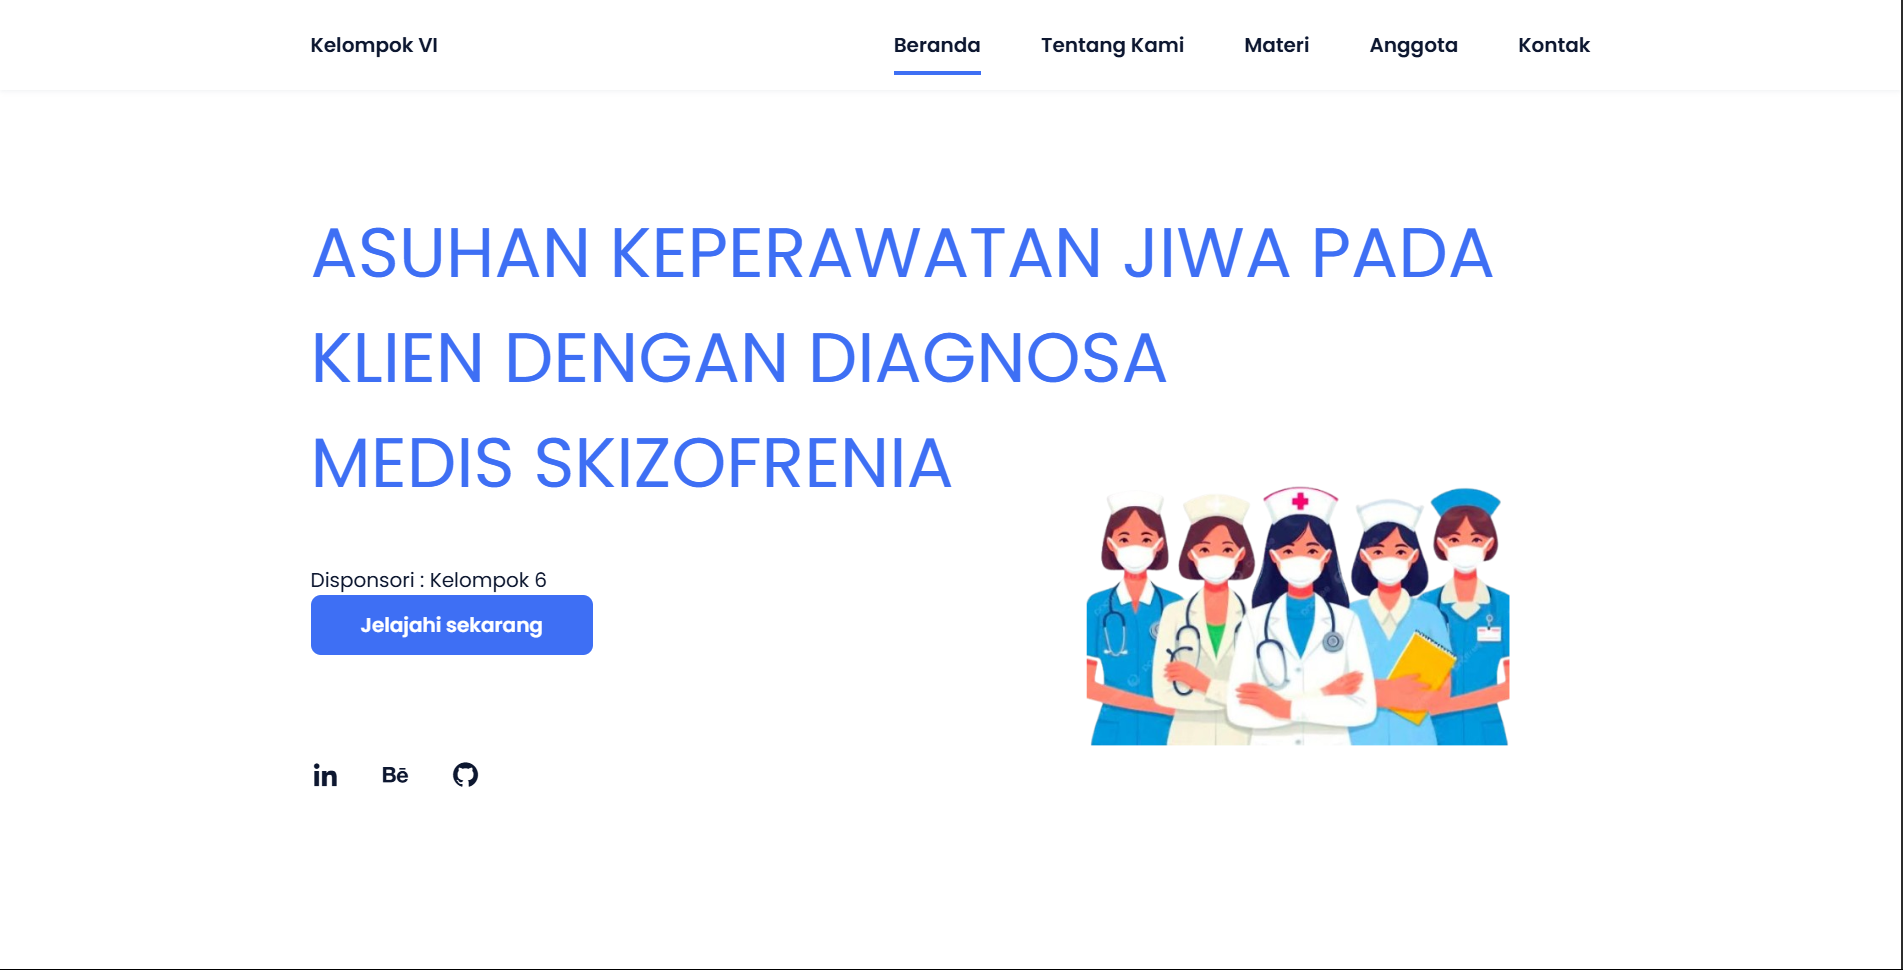 Kelompok VI
Beranda
Tentang Kami
Materi
Anggota
Kontak
ASUHAN KEPERAWATAN JIWA PADA
KLIEN DENGAN DIAGNOSA
MEDIS SKIZOFRENIA
Disponsori : Kelompok 6
Jelajahi sekarang
in
Bē